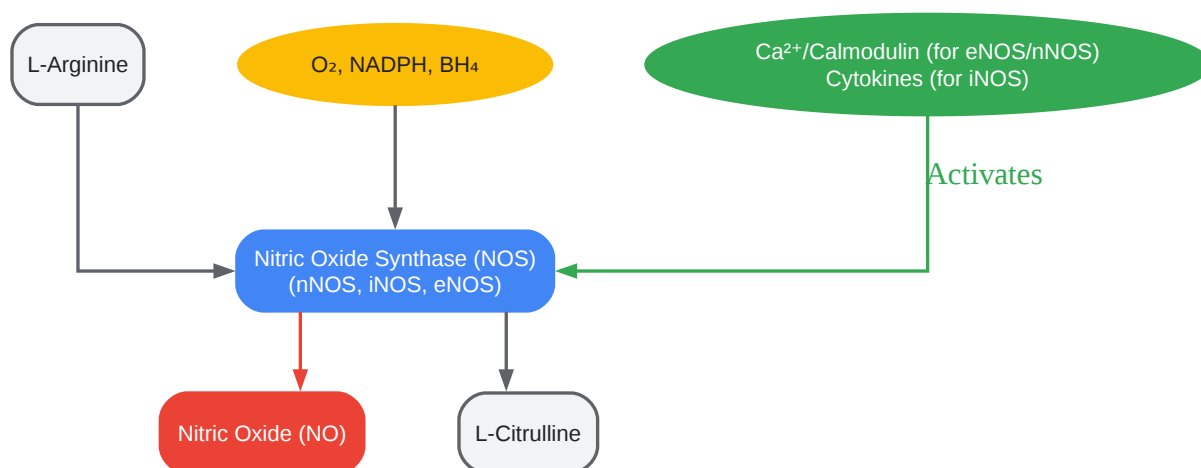 L-Arginine
O₂, NADPH, BH₄
Ca²⁺/Calmodulin (for eNOS/nNOS)
Cytokines (for iNOS)
Activates
Nitric Oxide Synthase (NOS)
(nNOS, iNOS, eNOS)
Nitric Oxide (NO)
L-Citrulline